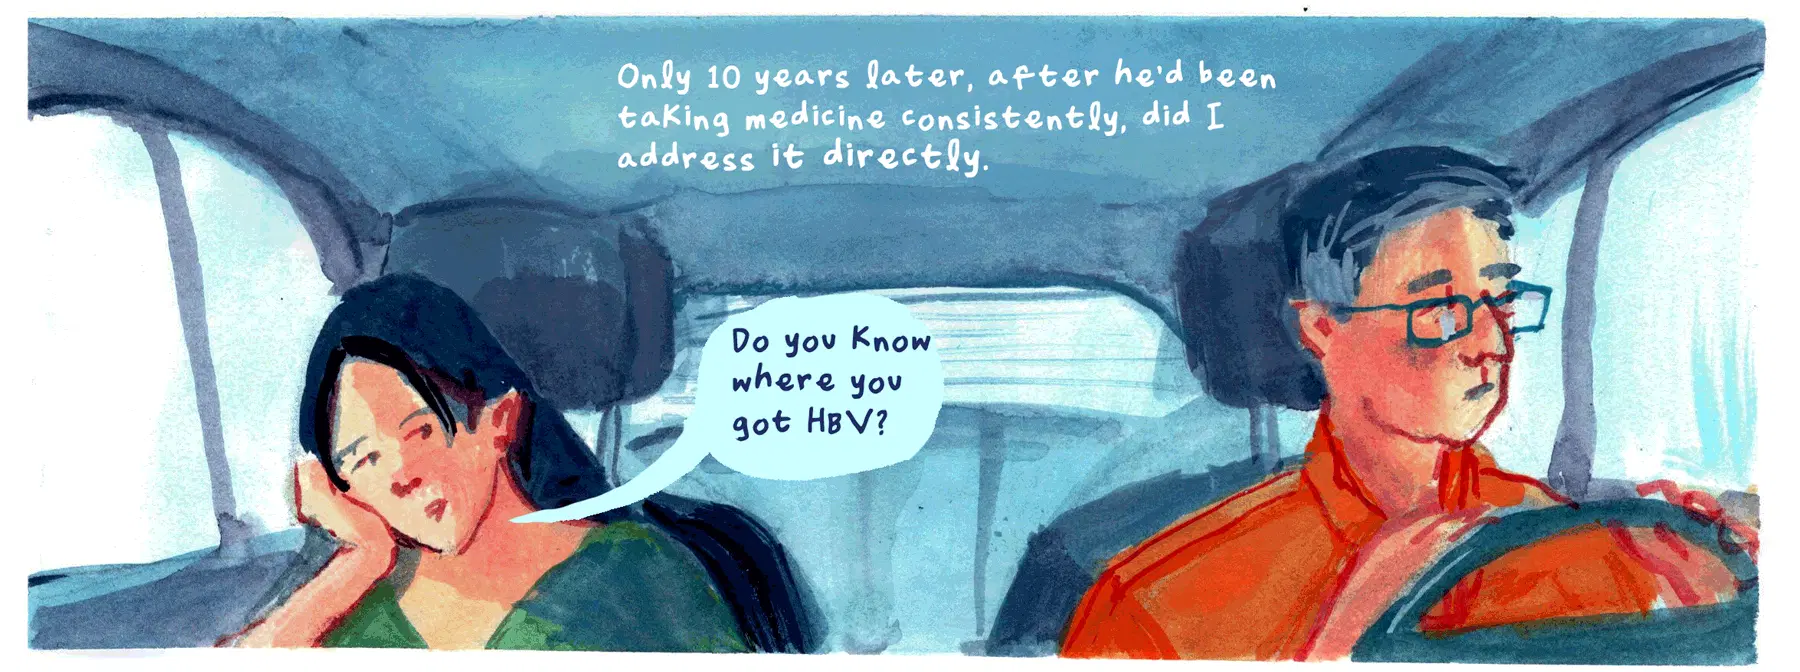 Only 10 years later, after he'd been
taking medicine consistently, did I
address it directly.
Do you know
where you
got HBV?